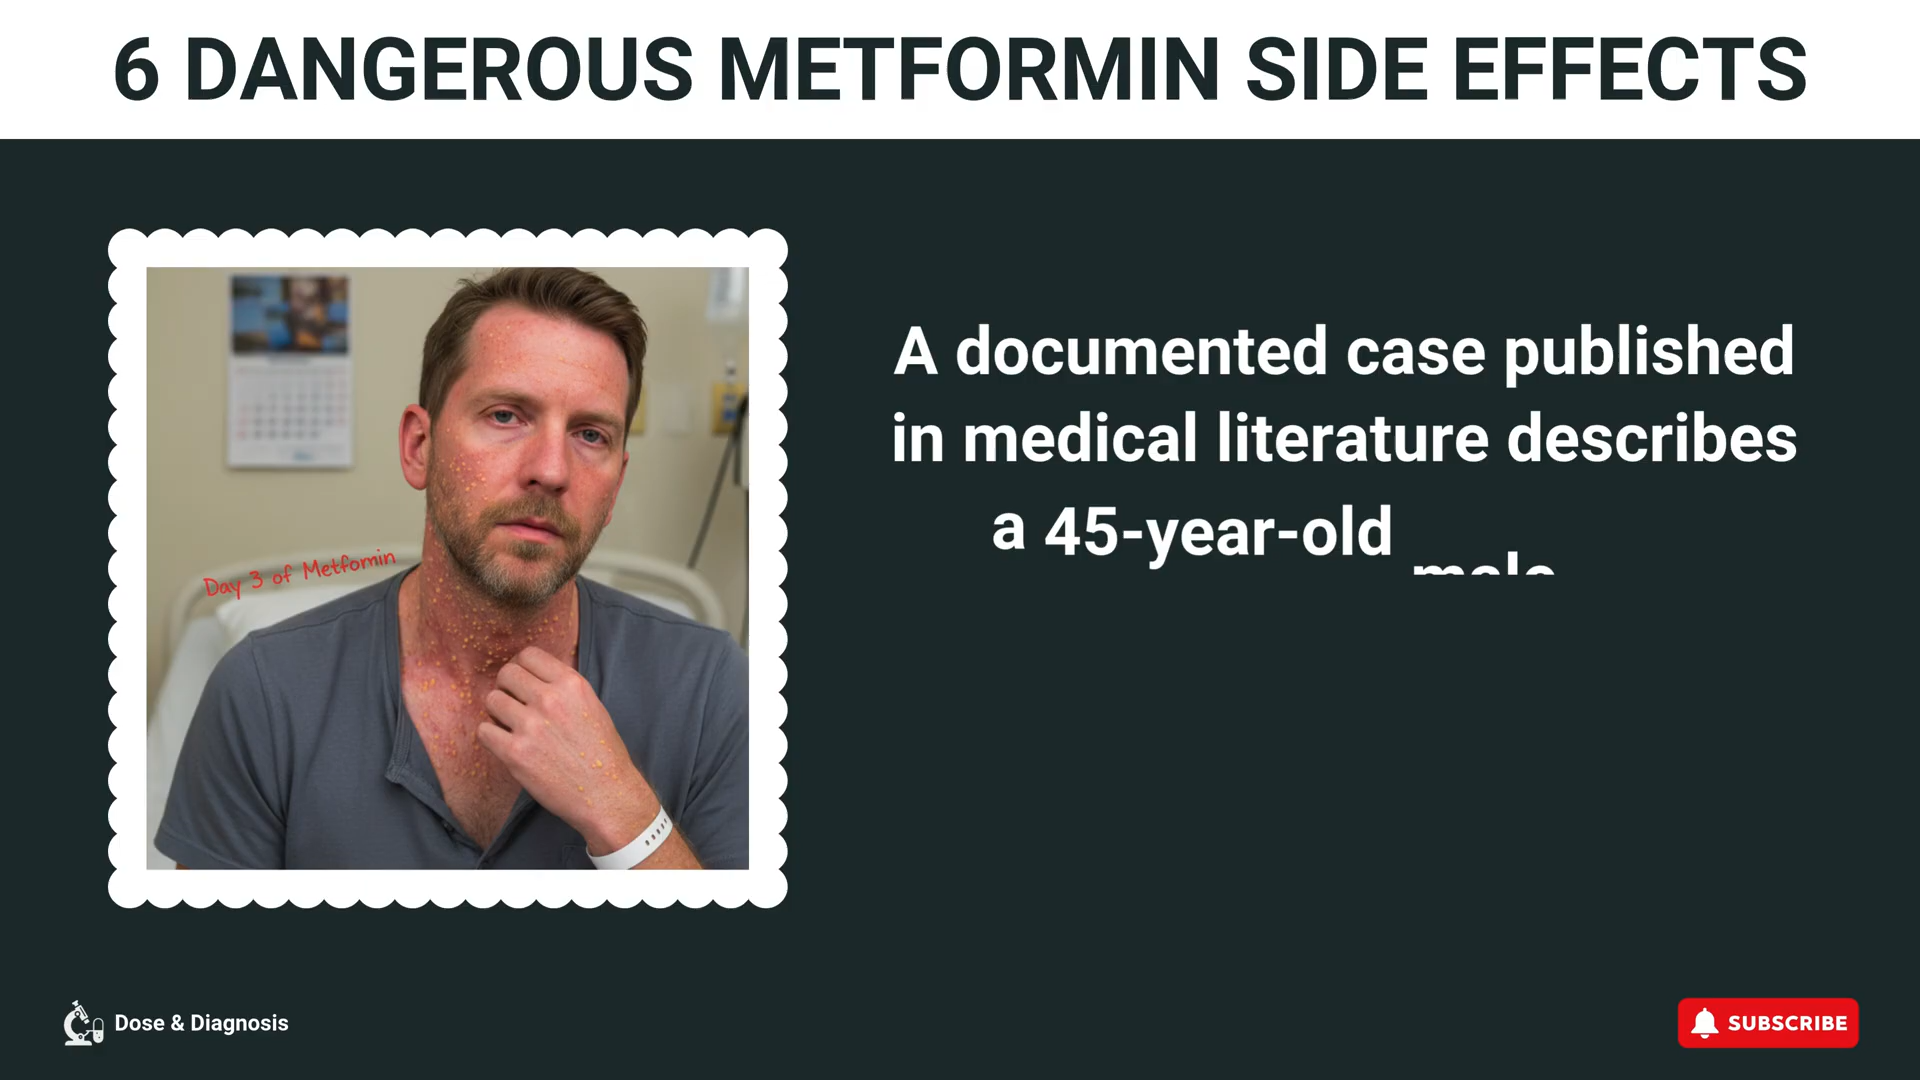 6 DANGEROUS METFORMIN SIDE EFFECTS
A documented case published
in medical literature describes
a 45-year-old
Day 3 of Metfornin
Dose & Diagnosis
SUBSCRIBE